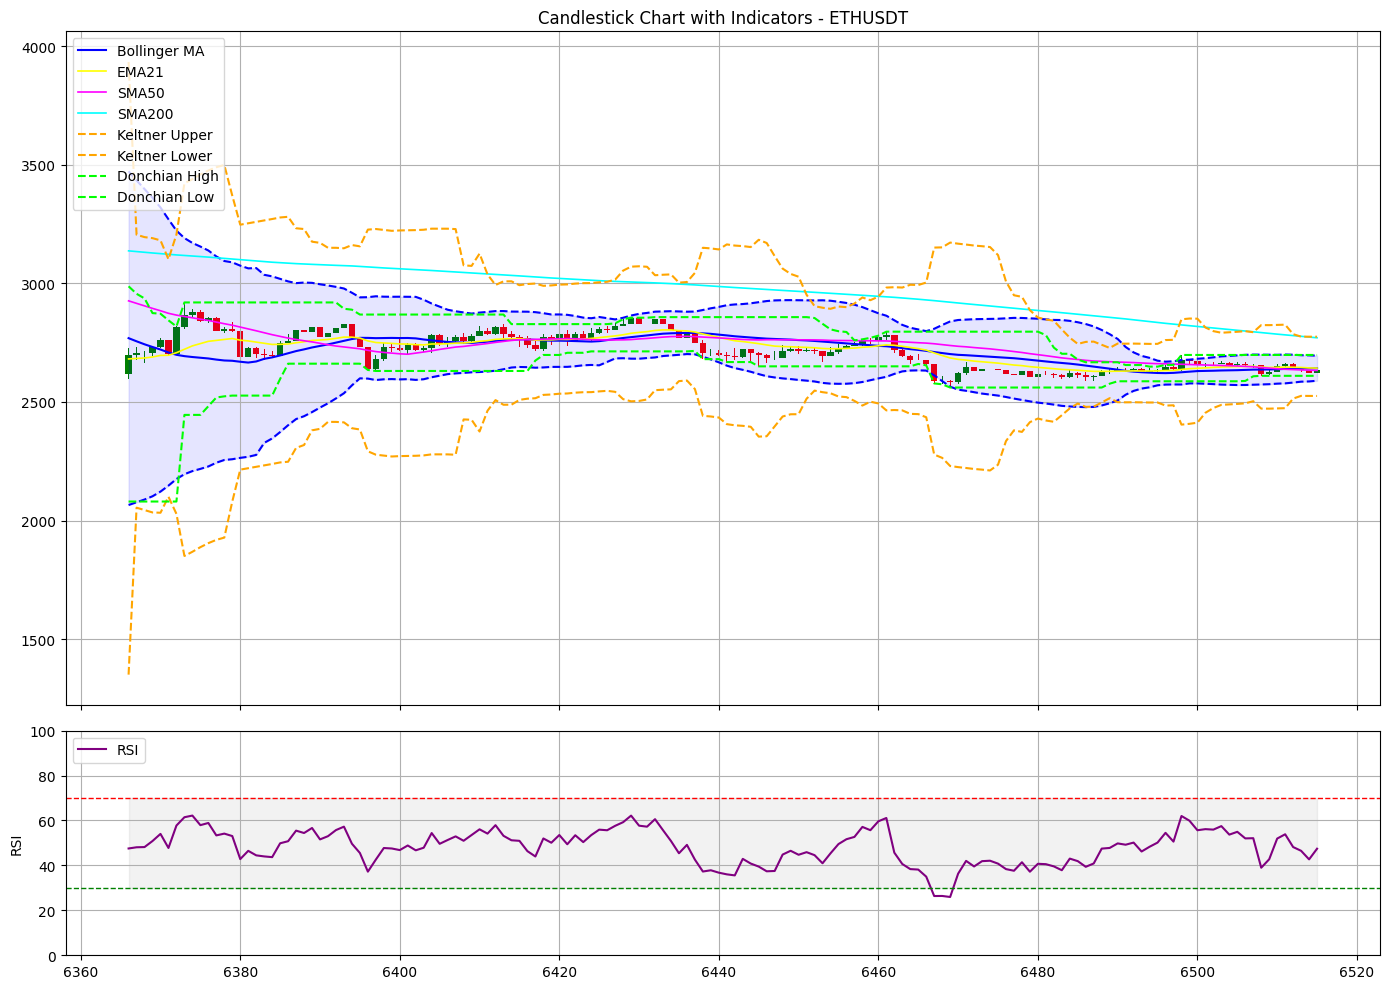 Candlestick Chart with Indicators - ETHUSDT
4000
3500
3000
2500
2000
1500
Bollinger MA
EMA21
SMA50
SMA200
Keltner Upper
Keltner Lower
Donchian High
Donchian Low
100
80
60
40
20
0
RSI
RSI
6360 6380 6400 6420 6440 6460 6480 6500 6520